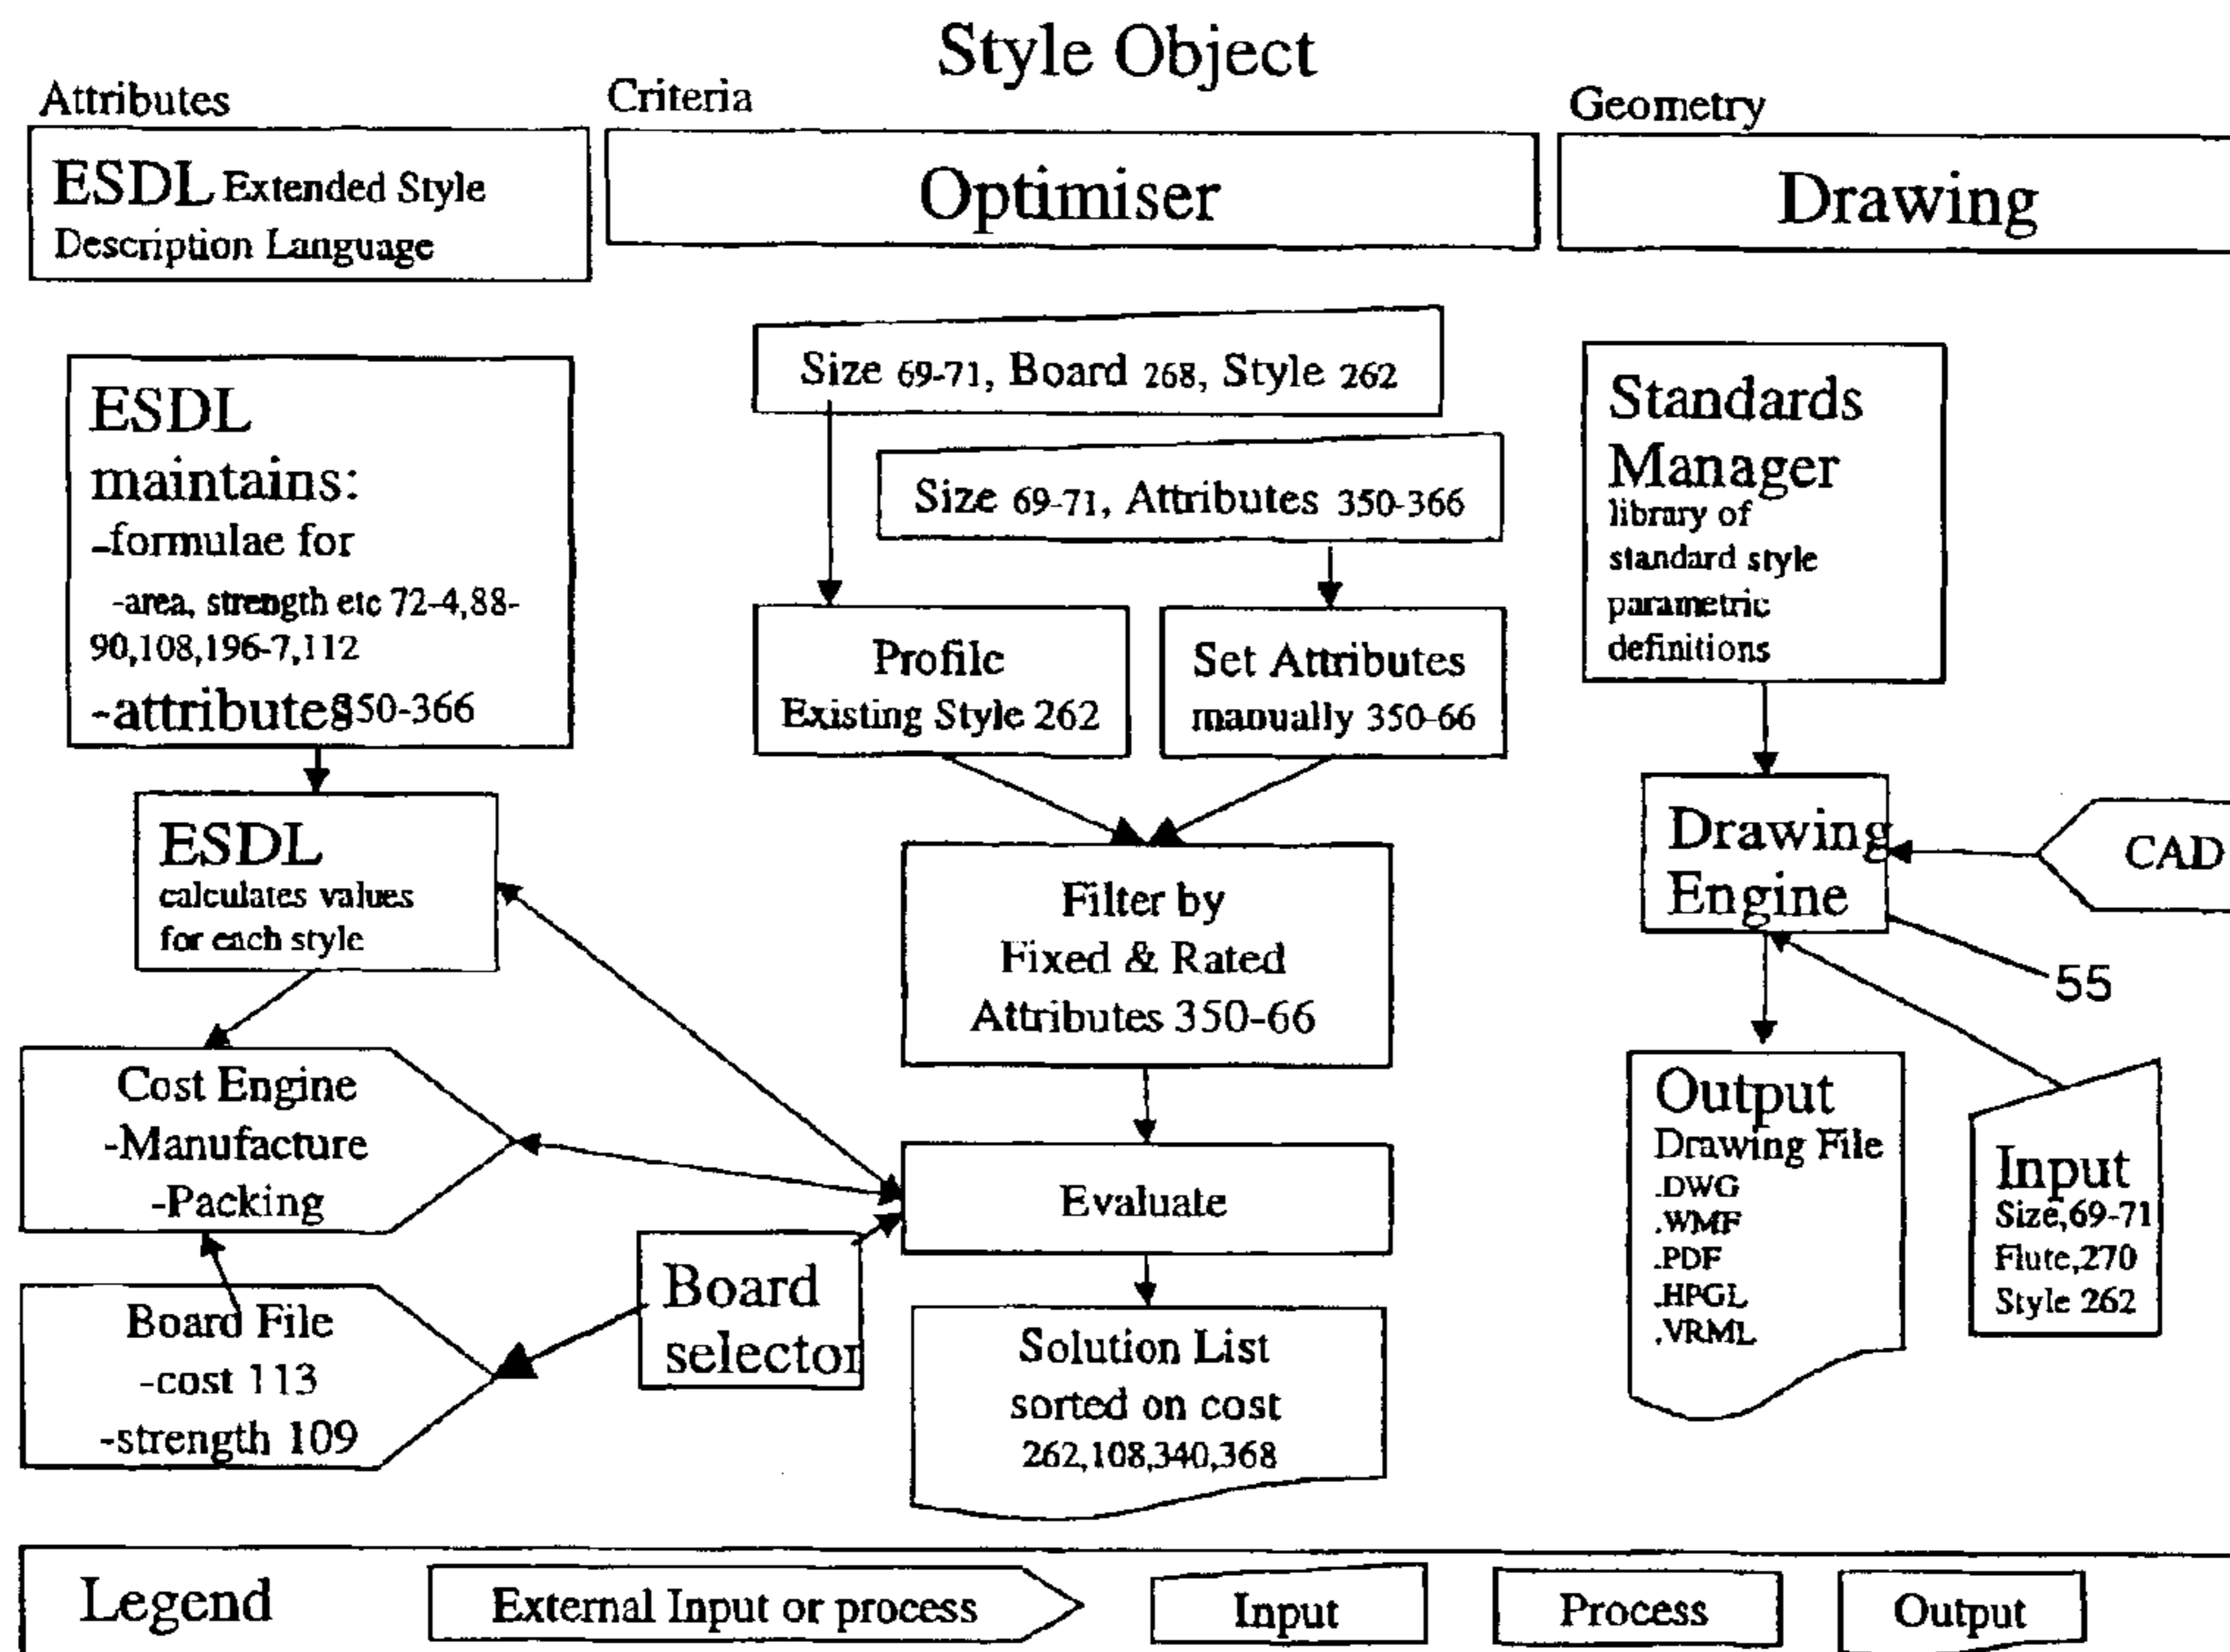 Style Object
Attributes
Criteria
Geometry
ESDL Extended Style
Description Language
Optimiser
Drawing
ESDL
maintains:
-formulae for
-area, strength etc 72-4,88-
90,108,196-7,112
-attributes350-366
ESDL
calculates values
for each style
Cost Engine
-Manufacture
-Packing
Board File
-cost 113
-strength 109
Size 69-71, Board 268, Style 262
Size 69-71, Attributes 350-366
Profile
Existing Style 262
Set Attributes
manually 350-66
Filter by
Fixed & Rated
Attributes 350-66
Evaluate
Board
selector
Solution List
sorted on cost
262,108,340,368
Standards
Manager
library of
standard style
parametric
definitions
Drawing
Engine
CAD
55
Output
Drawing File
.DWG
.WMF
.PDF
.HPGL
.VRML
Input
Size,69-71
Flute,270
Style 262
Legend
External Input or process
Input
Process
Output